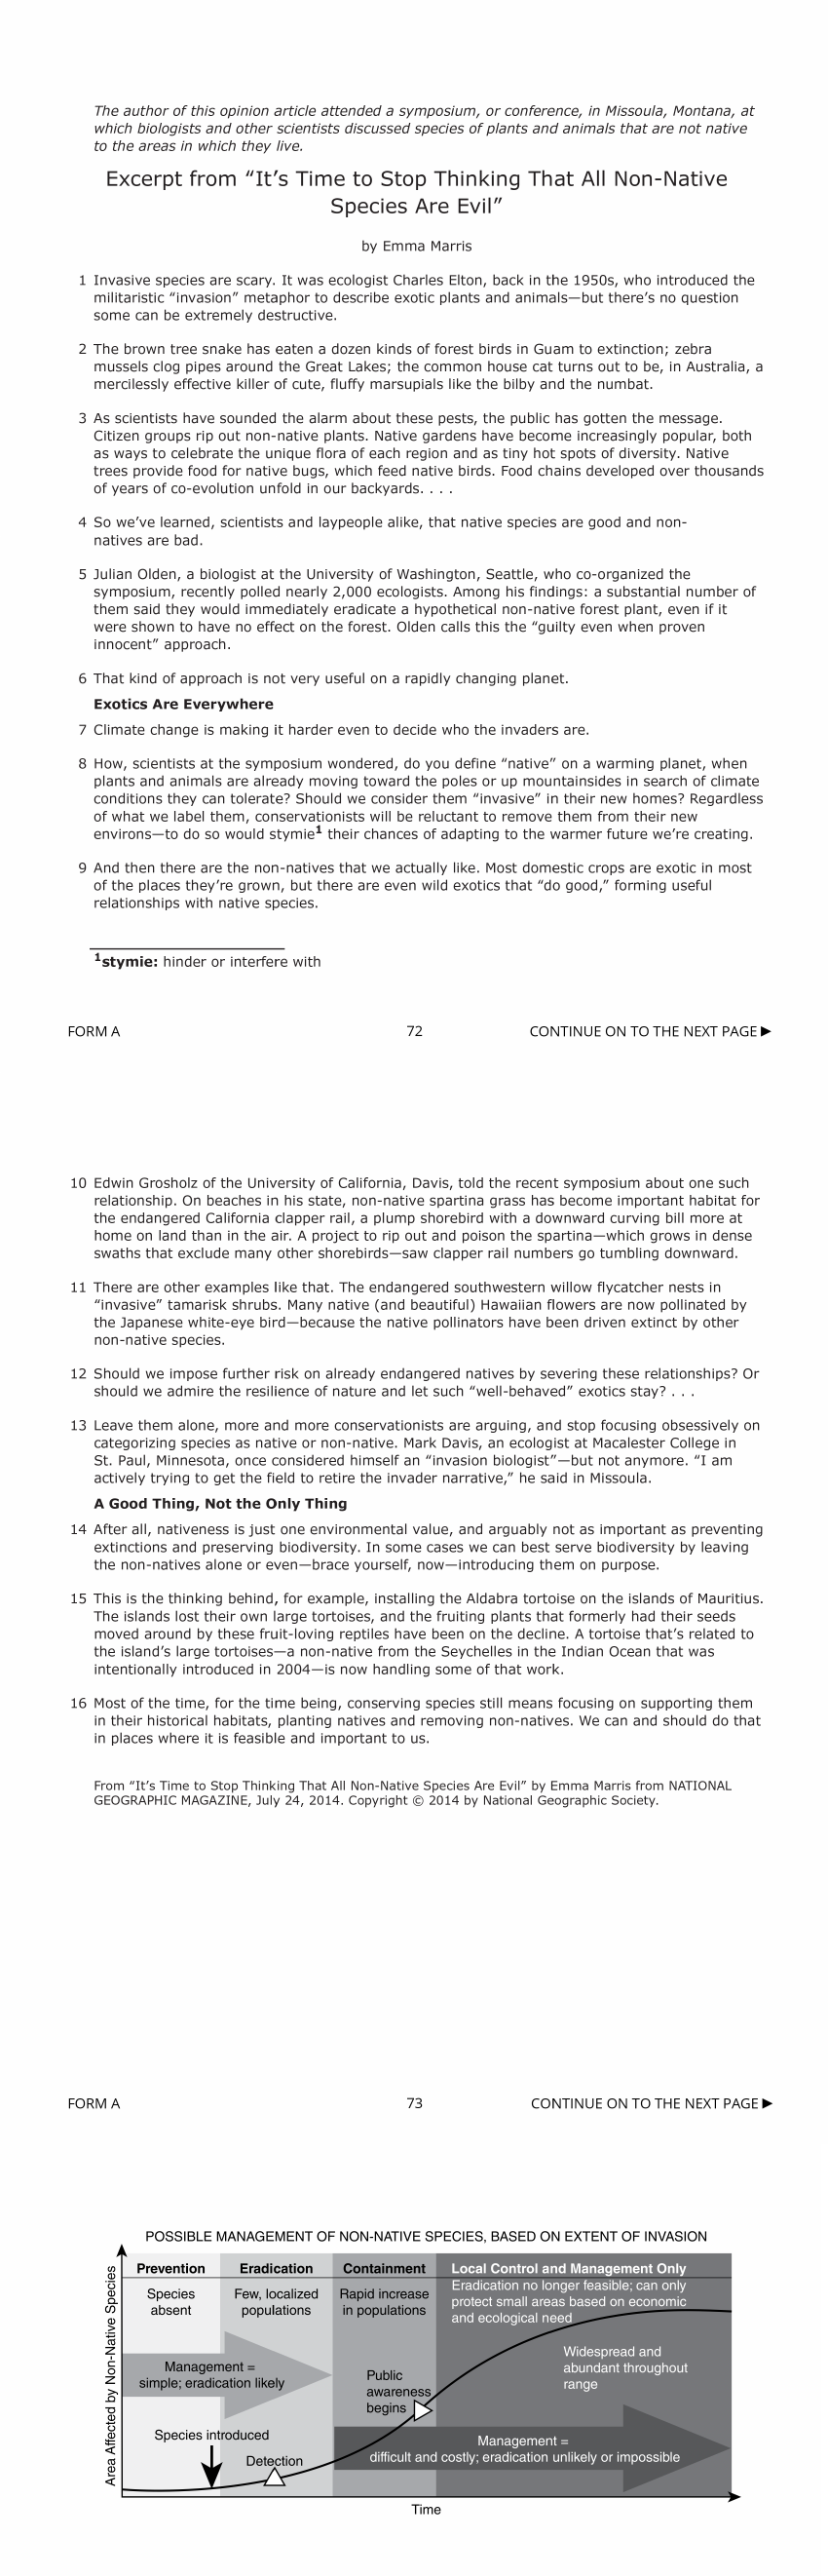 The author of this opinion article attended a symposium, or conference, in Missoula, Montana, at
which biologists and other scientists discussed species of plants and animals that are not native
to the areas in which they live.
Excerpt from “It’s Time to Stop Thinking That All Non-Native
Species Are Evil”
by Emma Marris
1 Invasive species are scary. It was ecologist Charles Elton, back in the 1950s, who introduced the
militaristic “invasion” metaphor to describe exotic plants and animals—but there’s no question
some can be extremely destructive.
2 The brown tree snake has eaten a dozen kinds of forest birds in Guam to extinction; zebra
mussels clog pipes around the Great Lakes; the common house cat turns out to be, in Australia, a
mercilessly effective killer of cute, fluffy marsupials like the bilby and the numbat.
3 As scientists have sounded the alarm about these pests, the public has gotten the message.
Citizen groups rip out non-native plants. Native gardens have become increasingly popular, both
as ways to celebrate the unique flora of each region and as tiny hot spots of diversity. Native
trees provide food for native bugs, which feed native birds. Food chains developed over thousands
of years of co-evolution unfold in our backyards. . . .
4 So we’ve learned, scientists and laypeople alike, that native species are good and non-
natives are bad.
5 Julian Olden, a biologist at the University of Washington, Seattle, who co-organized the
symposium, recently polled nearly 2,000 ecologists. Among his findings: a substantial number of
them said they would immediately eradicate a hypothetical non-native forest plant, even if it
were shown to have no effect on the forest. Olden calls this the “guilty even when proven
innocent” approach.
6 That kind of approach is not very useful on a rapidly changing planet.
Exotics Are Everywhere
7 Climate change is making it harder even to decide who the invaders are.
8 How, scientists at the symposium wondered, do you define “native” on a warming planet, when
plants and animals are already moving toward the poles or up mountainsides in search of climate
conditions they can tolerate? Should we consider them “invasive” in their new homes? Regardless
of what we label them, conservationists will be reluctant to remove them from their new
environs—to do so would stymie1 their chances of adapting to the warmer future we’re creating.
9 And then there are the non-natives that we actually like. Most domestic crops are exotic in most
of the places they’re grown, but there are even wild exotics that “do good,” forming useful
relationships with native species.
1stymie: hinder or interfere with
FORM A 72 CONTINUE ON TO THE NEXT PAGE ►
10 Edwin Grosholz of the University of California, Davis, told the recent symposium about one such
relationship. On beaches in his state, non-native spartina grass has become important habitat for
the endangered California clapper rail, a plump shorebird with a downward curving bill more at
home on land than in the air. A project to rip out and poison the spartina—which grows in dense
swaths that exclude many other shorebirds—saw clapper rail numbers go tumbling downward.
11 There are other examples like that. The endangered southwestern willow flycatcher nests in
“invasive” tamarisk shrubs. Many native (and beautiful) Hawaiian flowers are now pollinated by
the Japanese white-eye bird—because the native pollinators have been driven extinct by other
non-native species.
12 Should we impose further risk on already endangered natives by severing these relationships? Or
should we admire the resilience of nature and let such “well-behaved” exotics stay? . . .
13 Leave them alone, more and more conservationists are arguing, and stop focusing obsessively on
categorizing species as native or non-native. Mark Davis, an ecologist at Macalester College in
St. Paul, Minnesota, once considered himself an “invasion biologist”—but not anymore. “I am
actively trying to get the field to retire the invader narrative,” he said in Missoula.
A Good Thing, Not the Only Thing
14 After all, nativeness is just one environmental value, and arguably not as important as preventing
extinctions and preserving biodiversity. In some cases we can best serve biodiversity by leaving
the non-natives alone or even—brace yourself, now—introducing them on purpose.
15 This is the thinking behind, for example, installing the Aldabra tortoise on the islands of Mauritius.
The islands lost their own large tortoises, and the fruiting plants that formerly had their seeds
moved around by these fruit-loving reptiles have been on the decline. A tortoise that’s related to
the island’s large tortoises—a non-native from the Seychelles in the Indian Ocean that was
intentionally introduced in 2004—is now handling some of that work.
16 Most of the time, for the time being, conserving species still means focusing on supporting them
in their historical habitats, planting natives and removing non-natives. We can and should do that
in places where it is feasible and important to us.
From “It’s Time to Stop Thinking That All Non-Native Species Are Evil” by Emma Marris from NATIONAL
GEOGRAPHIC MAGAZINE, July 24, 2014. Copyright © 2014 by National Geographic Society.
FORM A 73 CONTINUE ON TO THE NEXT PAGE ►
POSSIBLE MANAGEMENT OF NON-NATIVE SPECIES, BASED ON EXTENT OF INVASION
Area Affected by Non-Native Species
Prevention
Species
absent
Eradication
Few, localized
populations
Containment
Rapid increase
in populations
Local Control and Management Only
Eradication no longer feasible; can only
protect small areas based on economic
and ecological need
Widespread and
abundant throughout
range
Management =
simple; eradication likely
Public
awareness
begins
Species introduced
Detection
Management =
difficult and costly; eradication unlikely or impossible
Time